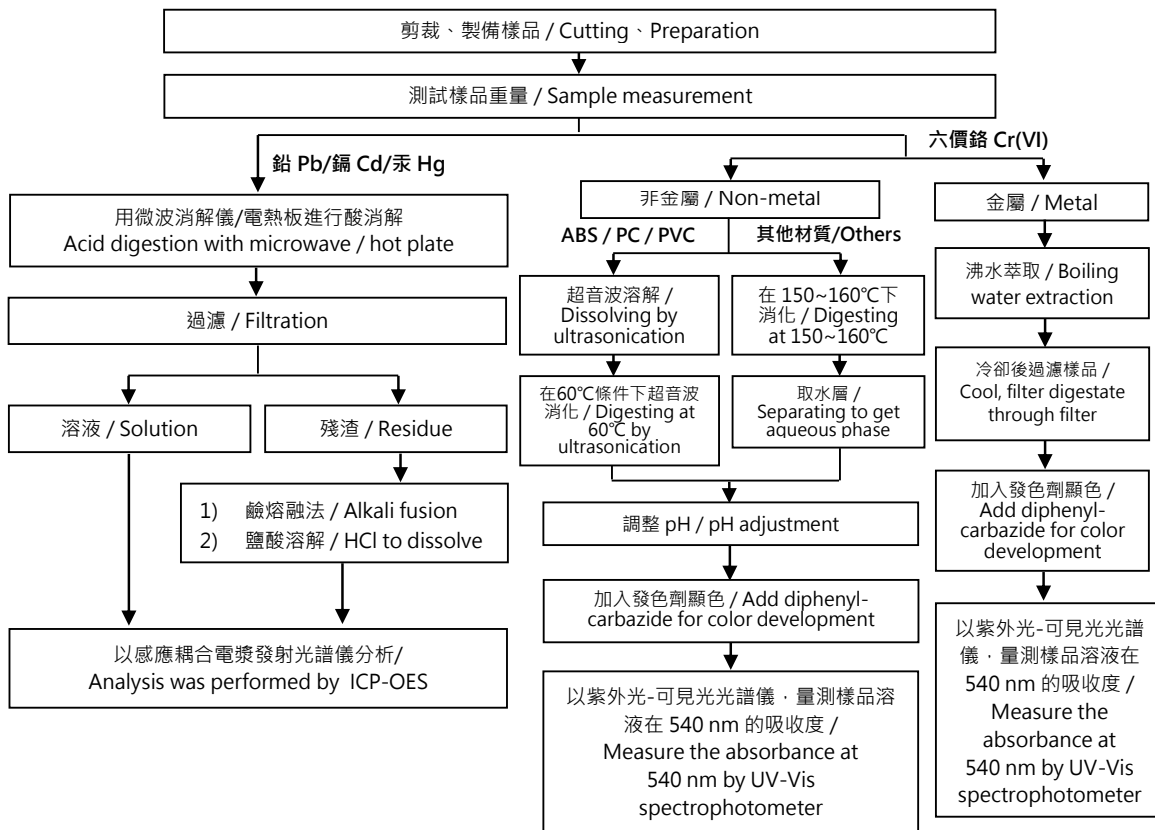 剪裁、製備樣品 / Cutting、Preparation
測試樣品重量 / Sample measurement
鉛 Pb/鎘 Cd/汞 Hg
六價鉻 Cr(VI)
用微波消解儀/電熱板進行酸消解
Acid digestion with microwave / hot plate
過濾 / Filtration
溶液 / Solution
殘渣 / Residue
1) 鹼熔融法 / Alkali fusion
2) 鹽酸溶解 / HCl to dissolve
以感應耦合電漿發射光譜儀分析/
Analysis was performed by ICP-OES
非金屬 / Non-metal
ABS / PC / PVC
其他材質/Others
超音波溶解 /
Dissolving by
ultrasonication
在60℃條件下超音波
消化 / Digesting at
60℃ by
ultrasonication
在 150~160℃下
消化 / Digesting
at 150~160℃
取水層 /
Separating to get
aqueous phase
調整 pH / pH adjustment
加入發色劑顯色 / Add diphenyl-
carbazide for color development
以紫外光-可見光光譜儀，量測樣品溶
液在 540 nm 的吸收度 /
Measure the absorbance at
540 nm by UV-Vis
spectrophotometer
金屬 / Metal
沸水萃取 / Boiling
water extraction
冷卻後過濾樣品 /
Cool, filter digestate
through filter
加入發色劑顯色 /
Add diphenyl-
carbazide for color
development
以紫外光-可見光光譜
儀，量測樣品溶液在
540 nm 的吸收度 /
Measure the
absorbance at
540 nm by UV-Vis
spectrophotometer